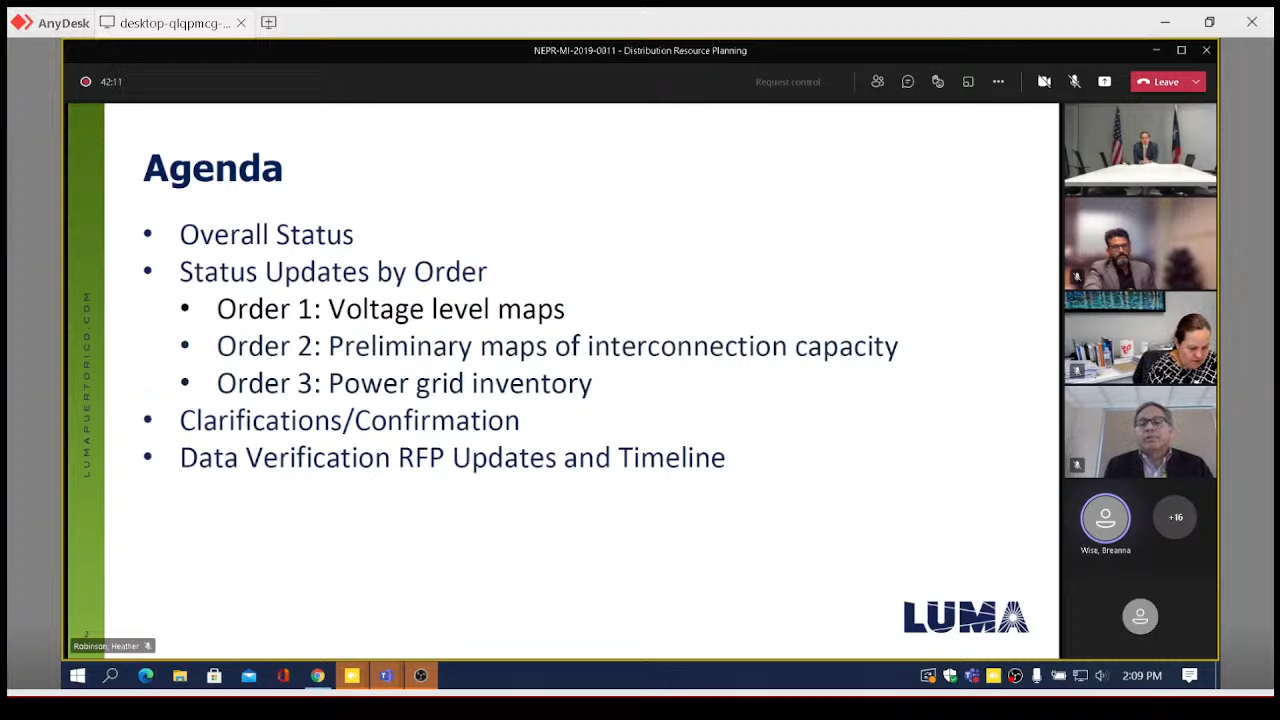 AnyDesk
desktop-qlqpmcg-...
NEPR-MI-2019-0011 - Distribution Resource Planning
42:11
Request control
Leave
Agenda
• Overall Status
• Status Updates by Order
• Order 1: Voltage level maps
• Order 2: Preliminary maps of interconnection capacity
• Order 3: Power grid inventory
• Clarifications/Confirmation
• Data Verification RFP Updates and Timeline
LUMAPUERTORICO.COM
2
LUMA
Robinson, Heather
+16
Wise, Breanna
2:09 PM